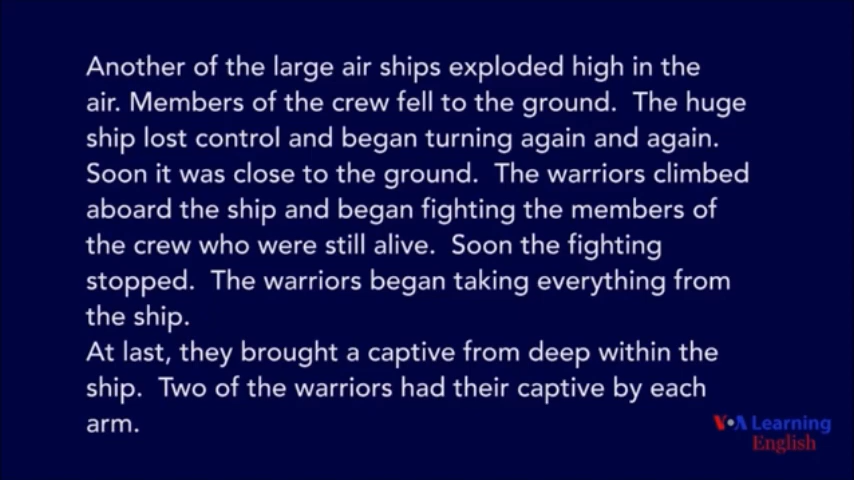 Another of the large air ships exploded high in the
air. Members of the crew fell to the ground.  The huge
ship lost control and began turning again and again.
Soon it was close to the ground.  The warriors climbed
aboard the ship and began fighting the members of
the crew who were still alive.  Soon the fighting
stopped.  The warriors began taking everything from
the ship.
At last, they brought a captive from deep within the
ship.  Two of the warriors had their captive by each
arm.
VOA Learning
English